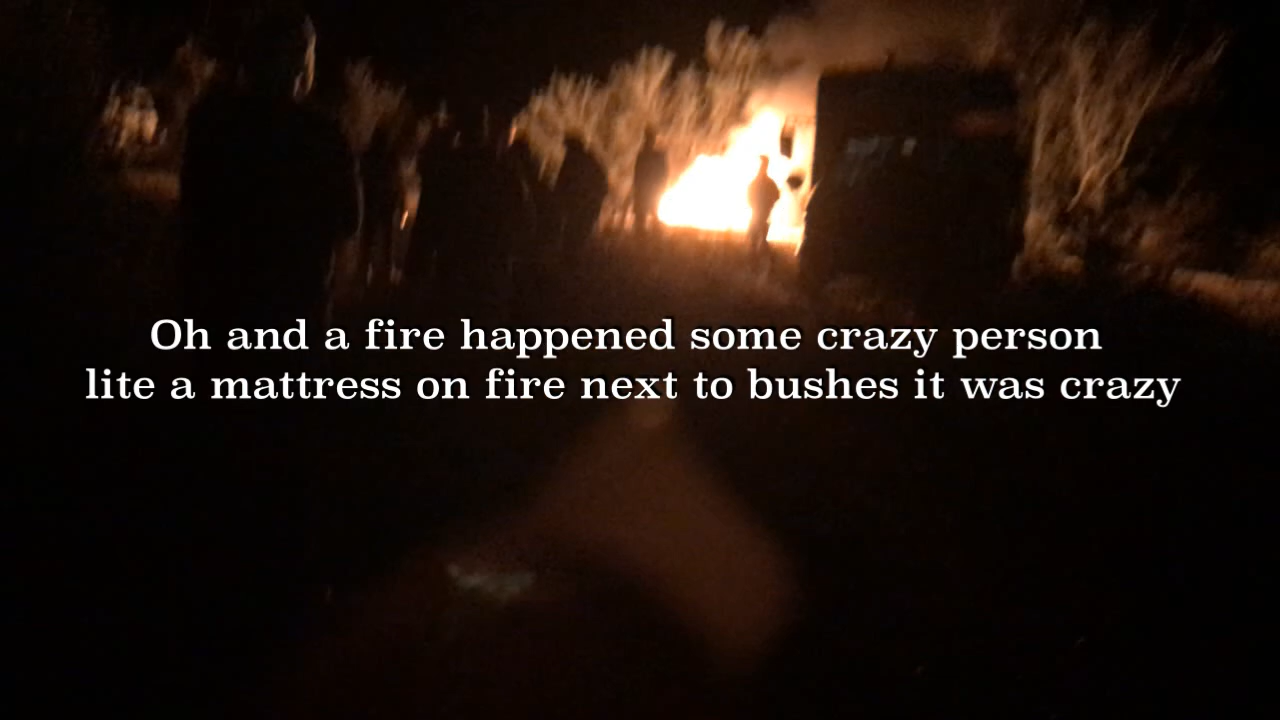 Oh and a fire happened some crazy person
lite a mattress on fire next to bushes it was crazy